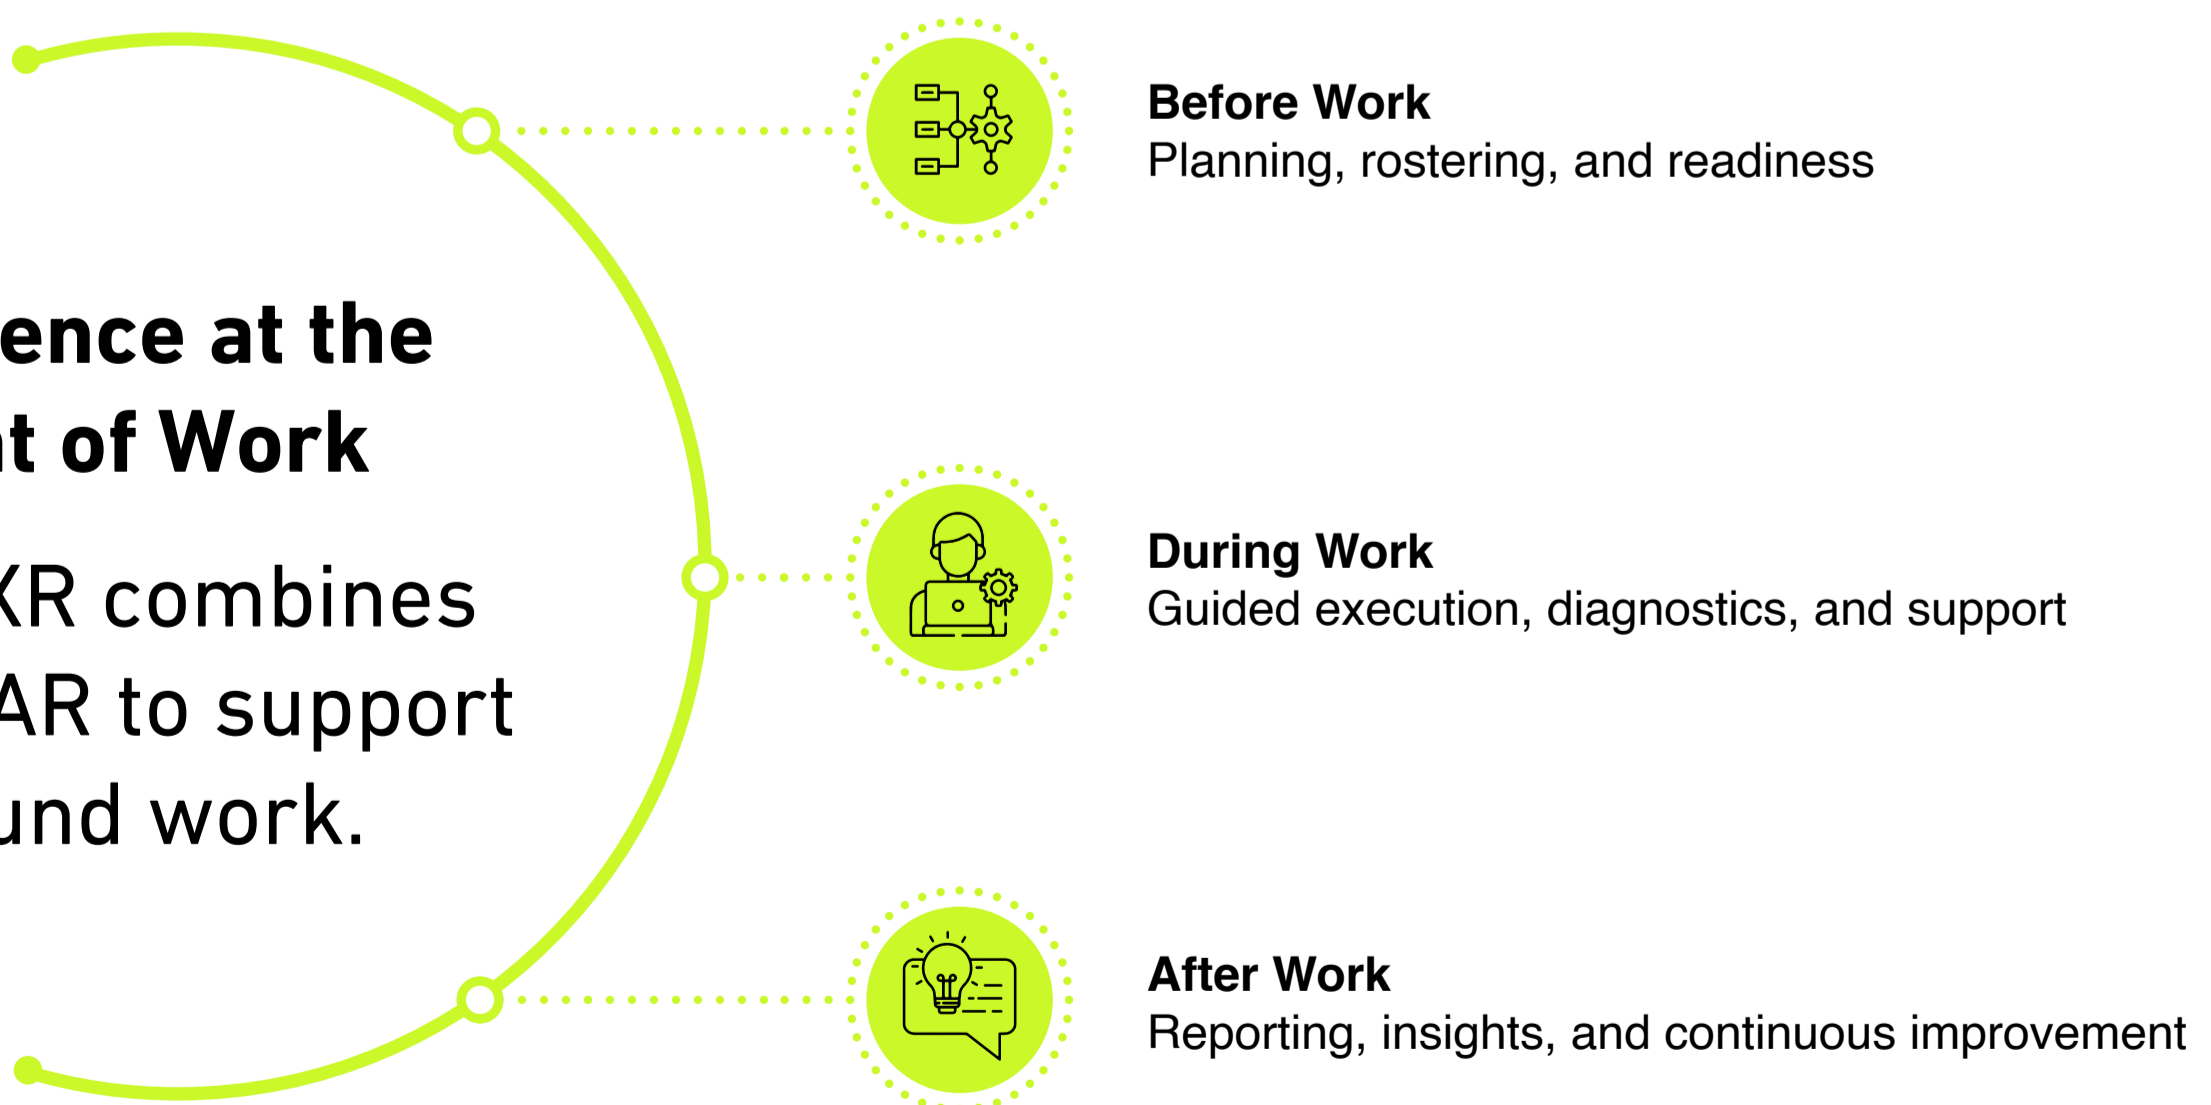 ence at the
t of Work
XR combines
AR to support
und work.
Before Work
Planning, rostering, and readiness
During Work
Guided execution, diagnostics, and support
After Work
Reporting, insights, and continuous improvement